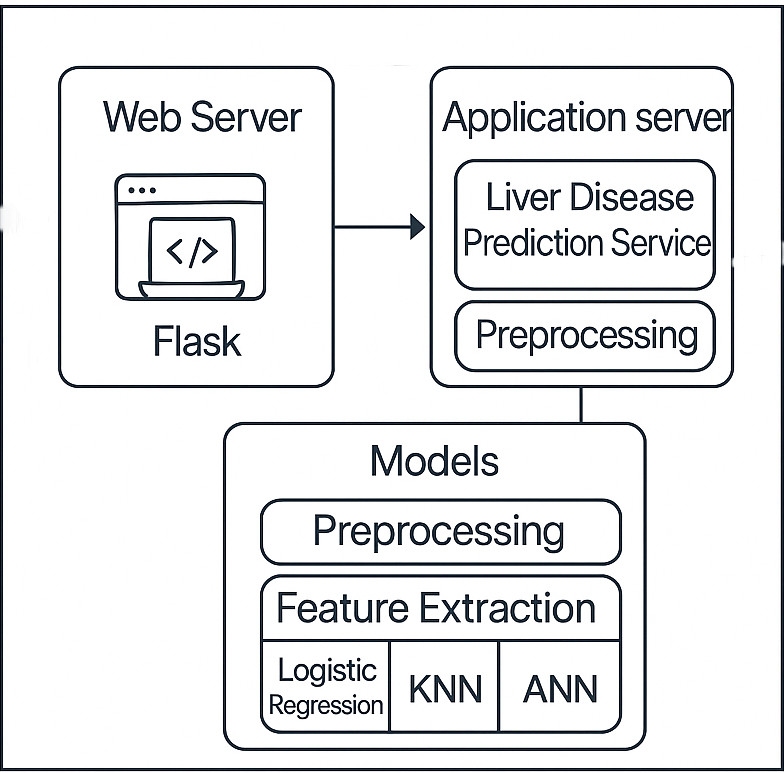 Web Server
</>
Flask
Application server
Liver Disease
Prediction Service
Preprocessing
Models
Preprocessing
Feature Extraction
Logistic
Regression
KNN
ANN